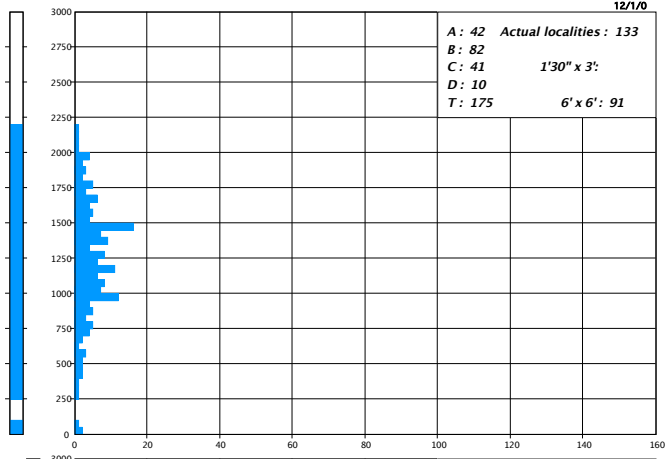 12/1/0
3000
A : 42 Actual localities : 133
B : 82
2750
C : 41 1'30" x 3':
D : 10
2500
T : 175 6' x 6' : 91
2250
2000
1750
1500
1250
1000
750
500
250
0
0 20 40 60 80 100 120 140 160
3000